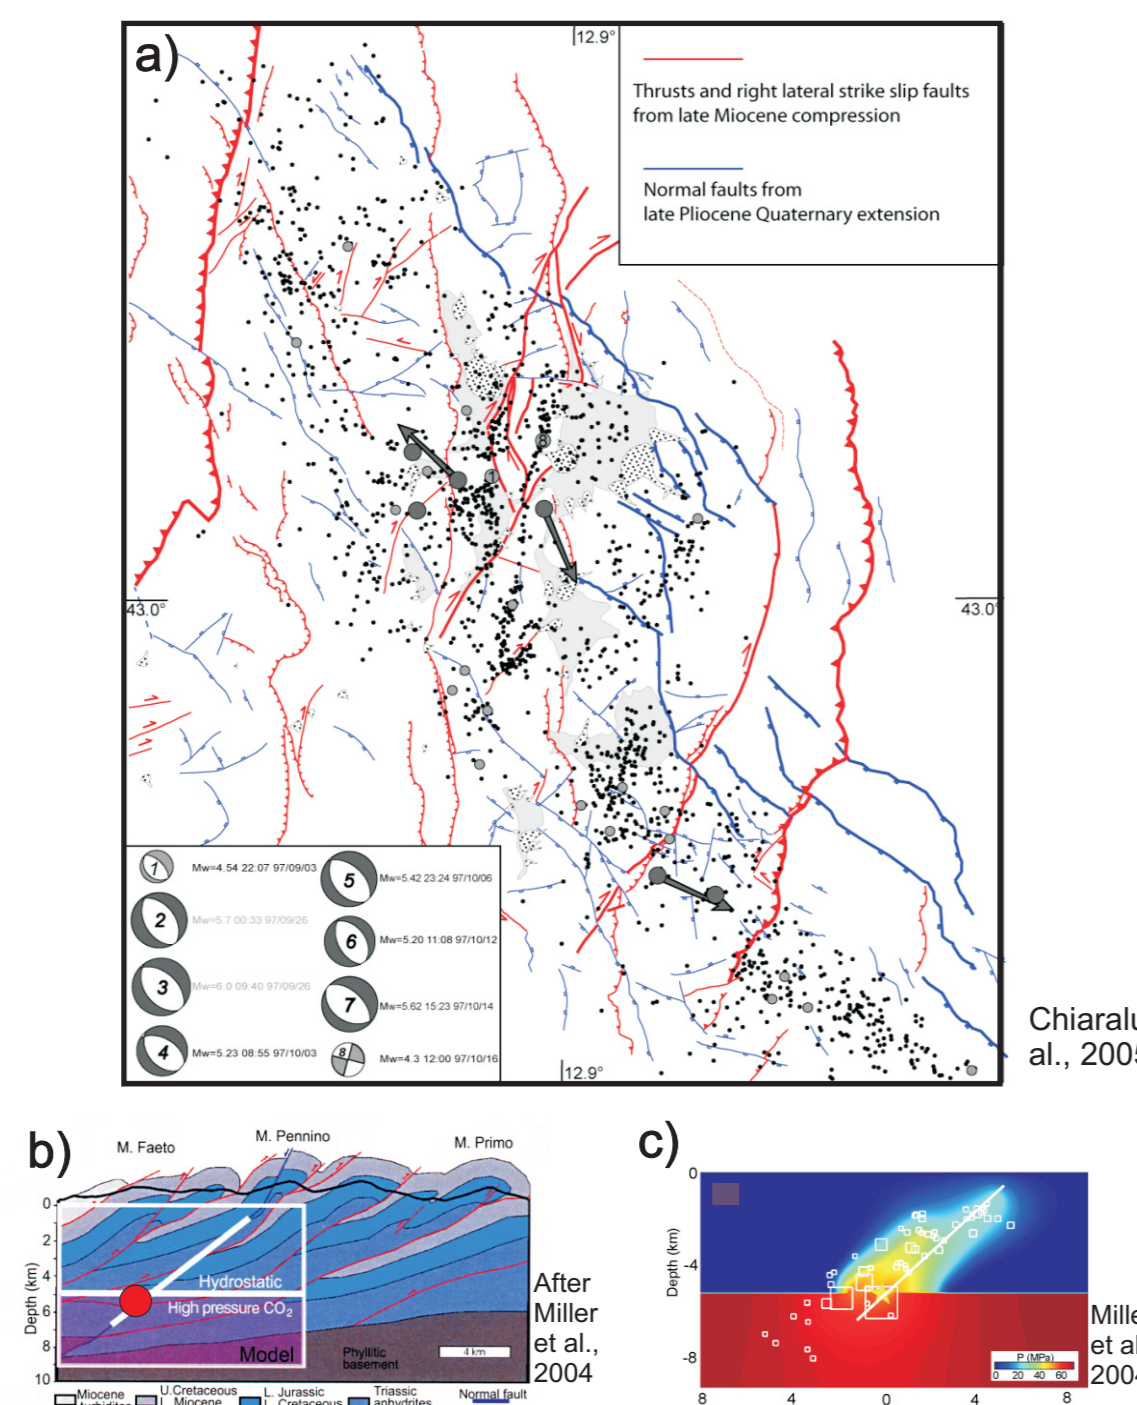 a)
12.9°
Thrusts and right lateral strike slip faults
from late Miocene compression
Normal faults from
late Pliocene Quaternary extension
8
1
43.0°
43.0°
1 Mw=4.54 22:07 97/09/03
2 Mw=5.7 00:33 97/09/26
3 Mw=6.0 09:40 97/09/26
4 Mw=5.23 08:55 97/10/03
5 Mw=5.42 23:24 97/10/06
6 Mw=5.20 11:08 97/10/12
7 Mw=5.62 15:23 97/10/14
8 Mw=4.3 12:00 97/10/16
12.9°
Chiaralu
al., 2005
b)
M. Faeto
M. Pennino
M. Primo
Depth (km)
0
2
4
6
8
10
Hydrostatic
High pressure CO2
Model
Phyllitic
basement
4 km
After
Miller
et al.,
2004
Miocene
U.Cretaceous
L. Miocene
L. Jurassic
L. Cretaceous
Triassic
anhydrites
Normal fault
c)
Depth (km)
0
-4
-8
8
4
0
4
8
P (MPa)
0 20 40 60
Mille
et al
2004